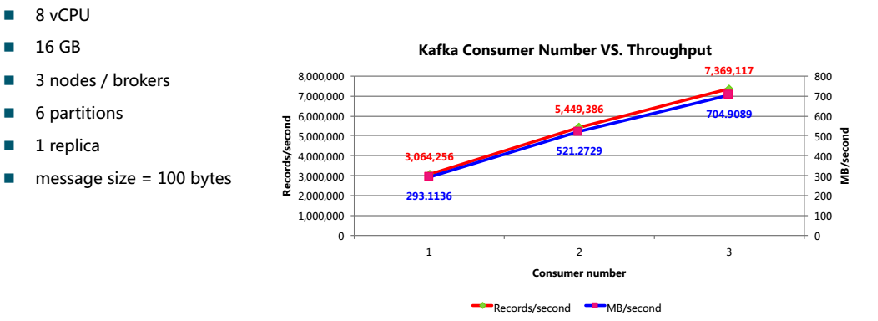 8 vCPU
16 GB
3 nodes / brokers
6 partitions
1 replica
message size = 100 bytes
Kafka Consumer Number VS. Throughput
8,000,000
7,000,000
6,000,000
5,000,000
4,000,000
3,000,000
2,000,000
1,000,000
0
Records/second
3,064,256
5,449,386
7,369,117
293.1136
521.2729
704.9089
800
700
600
500
400
300
200
100
0
MB/second
1 2 3
Consumer number
Records/second MB/second